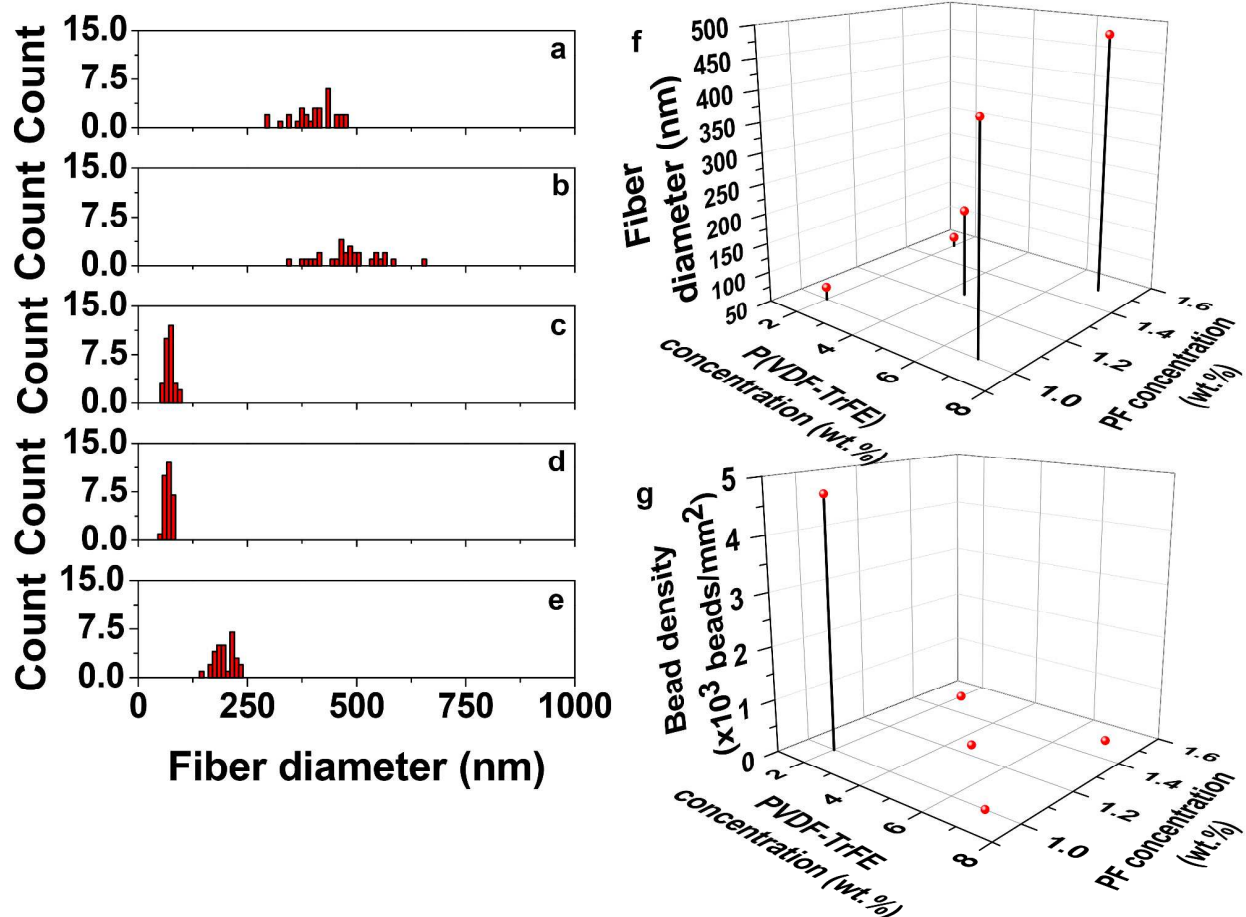 15.0
7.5
0.0
Count
a
15.0
7.5
0.0
Count
b
15.0
7.5
0.0
Count
c
15.0
7.5
0.0
Count
d
15.0
7.5
0.0
Count
e
0
250
500
750
1000
Fiber diameter (nm)
f
500
450
400
350
300
250
200
150
100
50
Fiber
diameter (nm)
2
4
6
8
P(VDF-TrFE)
concentration (wt.%)
1.0
1.2
1.4
1.6
PF concentration
(wt.%)
g
5
4
3
2
1
0
Bead density
(x10³ beads/mm²)
2
4
6
8
PVDF-TrFE
concentration (wt.%)
1.0
1.2
1.4
1.6
PF concentration
(wt.%)